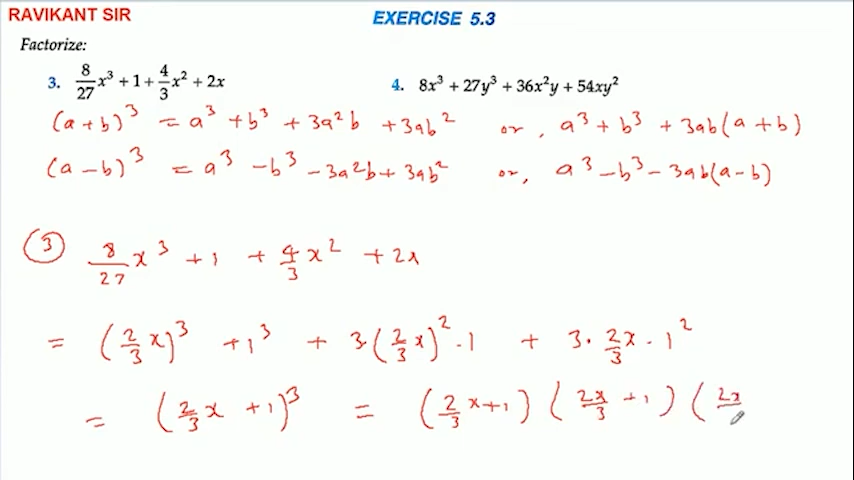 RAVIKANT SIR
EXERCISE 5.3
Factorize:
3. 8/27 x³ + 1 + 4/3 x² + 2x
4. 8x³ + 27y³ + 36x²y + 54xy²
(a + b)³ = a³ + b³ + 3a²b + 3ab² or, a³ + b³ + 3ab(a + b)
(a - b)³ = a³ - b³ - 3a²b + 3ab² or, a³ - b³ - 3ab(a - b)
③ 8/27 x³ + 1 + 4/3 x² + 2x
= (2/3 x)³ + 1³ + 3·(2/3 x)²·1 + 3·2/3 x·1²
= (2/3 x + 1)³ = (2/3 x + 1) (2x/3 + 1) (2x